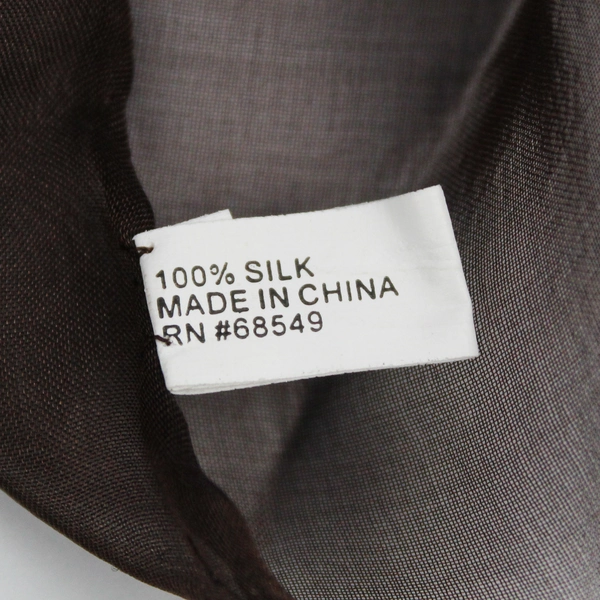 100% SILK
MADE IN CHINA
RN #68549